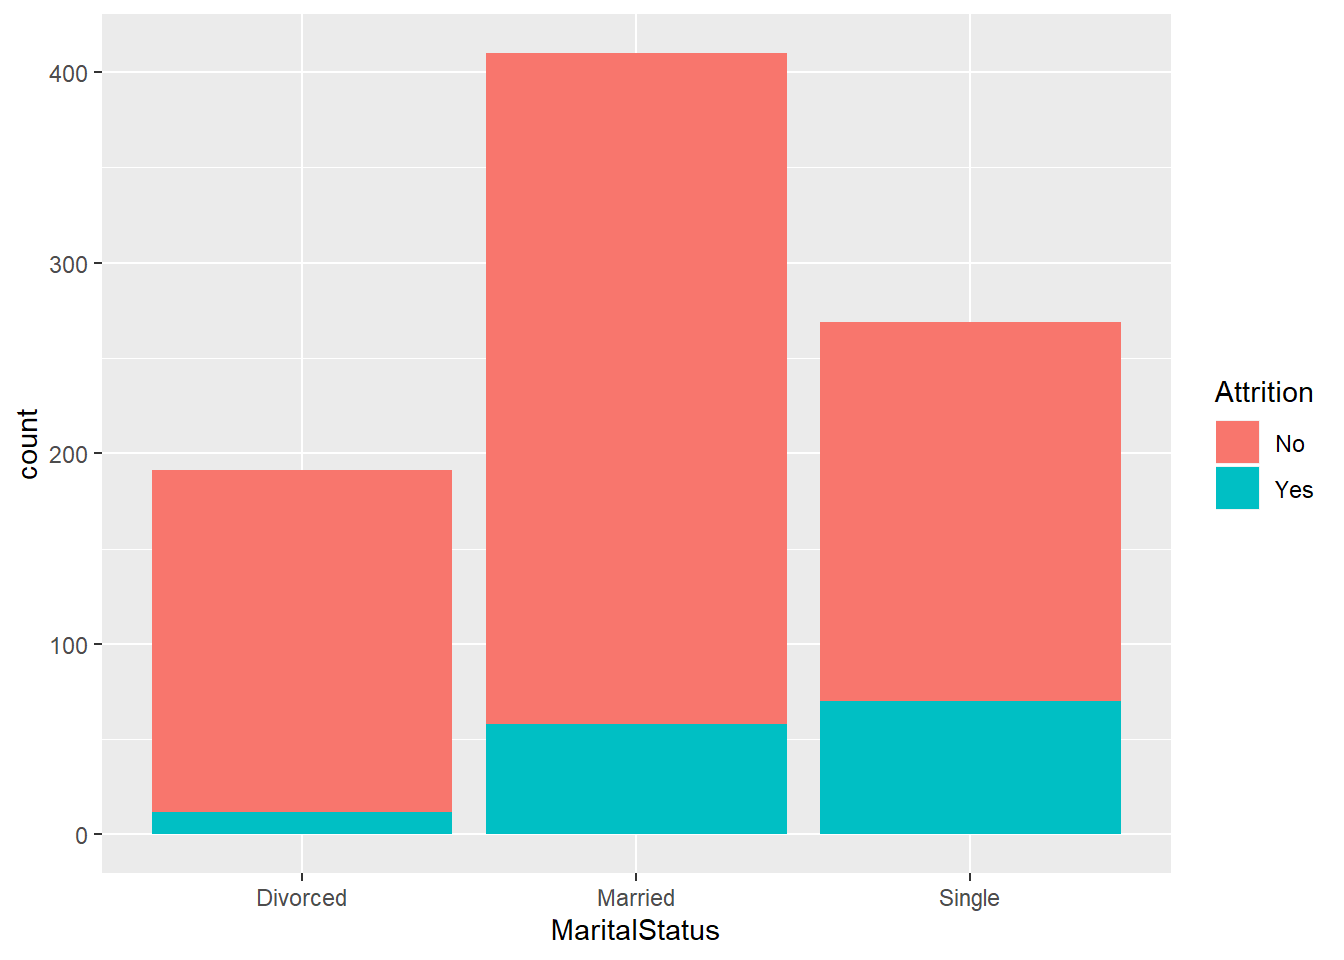 400
300
200
100
0
count
Divorced
Married
Single
MaritalStatus
Attrition
No
Yes